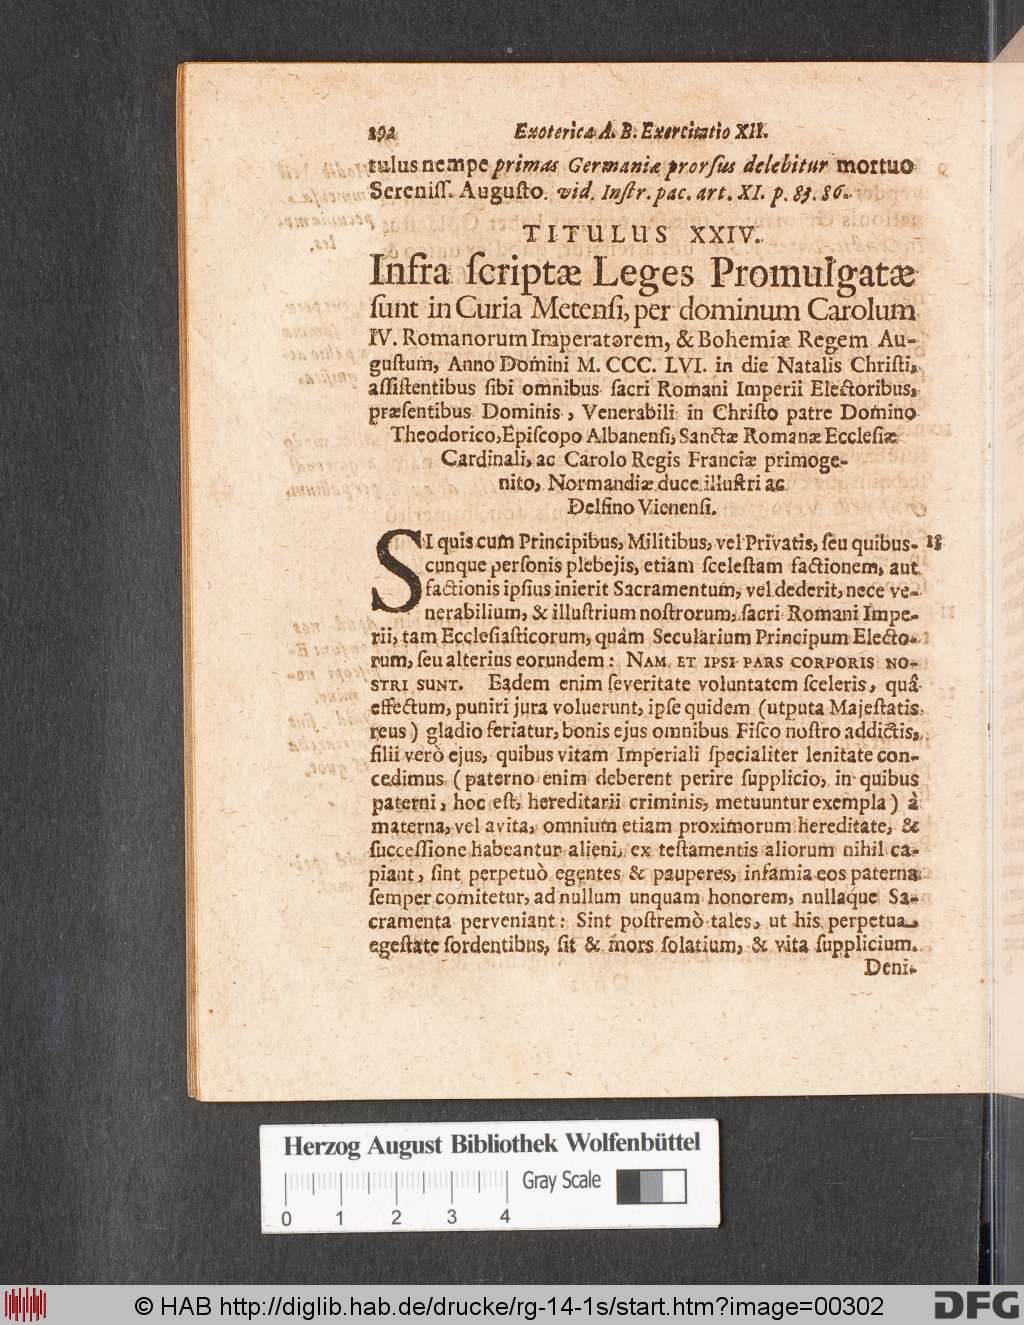 292 Exoterica A. B. Exercitatio XII.
tulus nempe primas Germaniæ prorſus delebitur mortuo
Sereniſſ. Auguſto. vid. Inſtr. pac. art. XI. p. 83. 86.
TITULUS XXIV.
Infra ſcriptæ Leges Promulgatæ
ſunt in Curia Metenſi, per dominum Carolum
IV. Romanorum Imperatorem, & Bohemiæ Regem Au-
guſtum, Anno Domini M. CCC. LVI. in die Natalis Chriſti,
aſſiſtentibus ſibi omnibus ſacri Romani Imperii Electoribus,
præſentibus Dominis, Venerabili in Chriſto patre Domino
Theodorico, Epiſcopo Albanenſi, Sanctæ Romanæ Eccleſiæ
Cardinali, ac Carolo Regis Franciæ primoge-
nito, Normandiæ duce illuſtri ac
Delfino Vienenſi.
SI quis cum Principibus, Militibus, vel Privatis, ſeu quibus-
cunque perſonis plebejis, etiam ſceleſtam factionem, aut
factionis ipſius inierit Sacramentum, vel dederit, nece ve-
nerabilium, & illuſtrium noſtrorum, ſacri Romani Impe-
rii, tam Eccleſiaſticorum, quàm Secularium Principum Electo-
rum, ſeu alterius eorundem: NAM ET IPSI PARS CORPORIS NO-
STRI SUNT. Eadem enim ſeveritate voluntatem ſceleris, quâ
effectum, puniri jura voluerunt, ipſe quidem (utputa Majeſtatis
reus) gladio feriatur, bonis ejus omnibus Fiſco noſtro addictis,
filii verò ejus, quibus vitam Imperiali ſpecialiter lenitate con-
cedimus (paterno enim deberent perire ſupplicio, in quibus
paterni, hoc eſt, hereditarii criminis, metuuntur exempla) à
materna, vel avita, omnium etiam proximorum hereditate, &
ſucceſſione habeantur alieni, ex teſtamentis aliorum nihil ca-
piant, ſint perpetuò egentes & pauperes, infamia eos paterna
ſemper comitetur, ad nullum unquam honorem, nullaque Sa-
cramenta perveniant: Sint poſtremò tales, ut his perpetua
egeſtate ſordentibus, ſit & mors ſolatium, & vita ſupplicium.
Deni-
Herzog August Bibliothek Wolfenbüttel
Gray Scale
0 1 2 3 4
© HAB http://diglib.hab.de/drucke/rg-14-1s/start.htm?image=00302
DFG